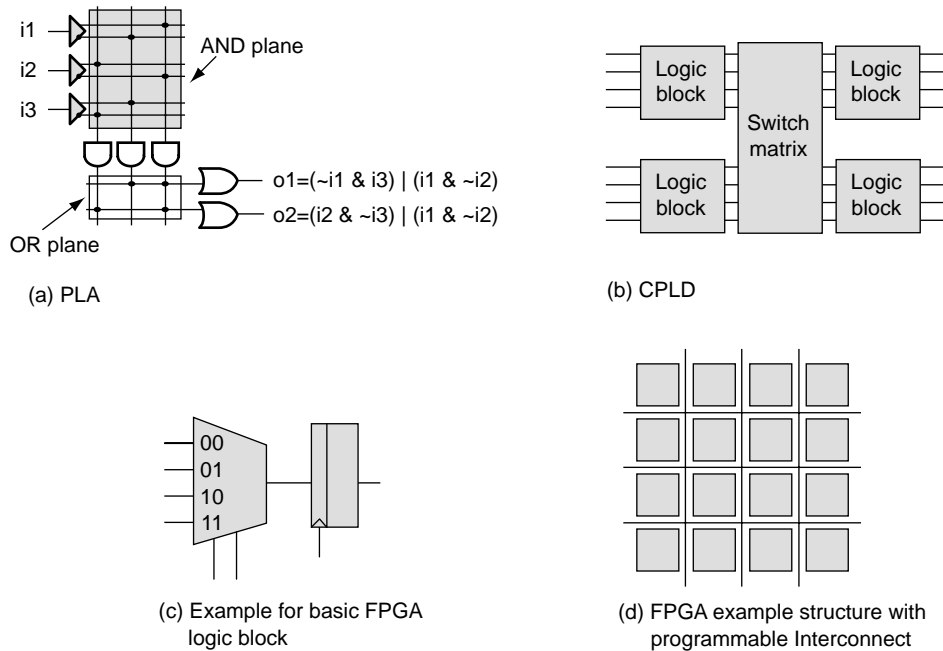 i1
i2
i3
AND plane
o1=(~i1 & i3) | (i1 & ~i2)
o2=(i2 & ~i3) | (i1 & ~i2)
OR plane
(a) PLA
Logic
block
Logic
block
Switch
matrix
Logic
block
Logic
block
(b) CPLD
00
01
10
11
(c) Example for basic FPGA
logic block
(d) FPGA example structure with
programmable Interconnect